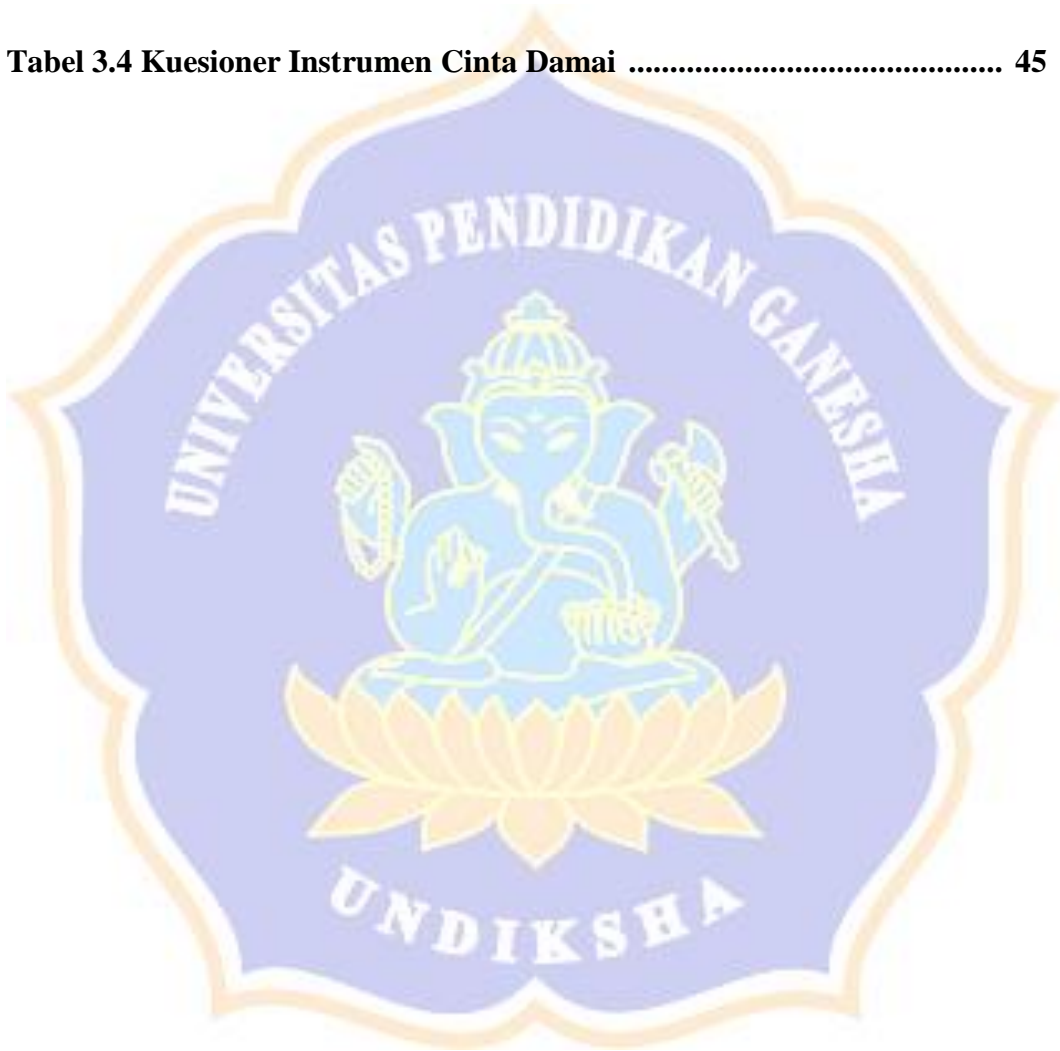 Tabel 3.4 Kuesioner Instrumen Cinta Damai ............................................. 45
UNIVERSITAS PENDIDIKAN GANESHA
UNDIKSHA